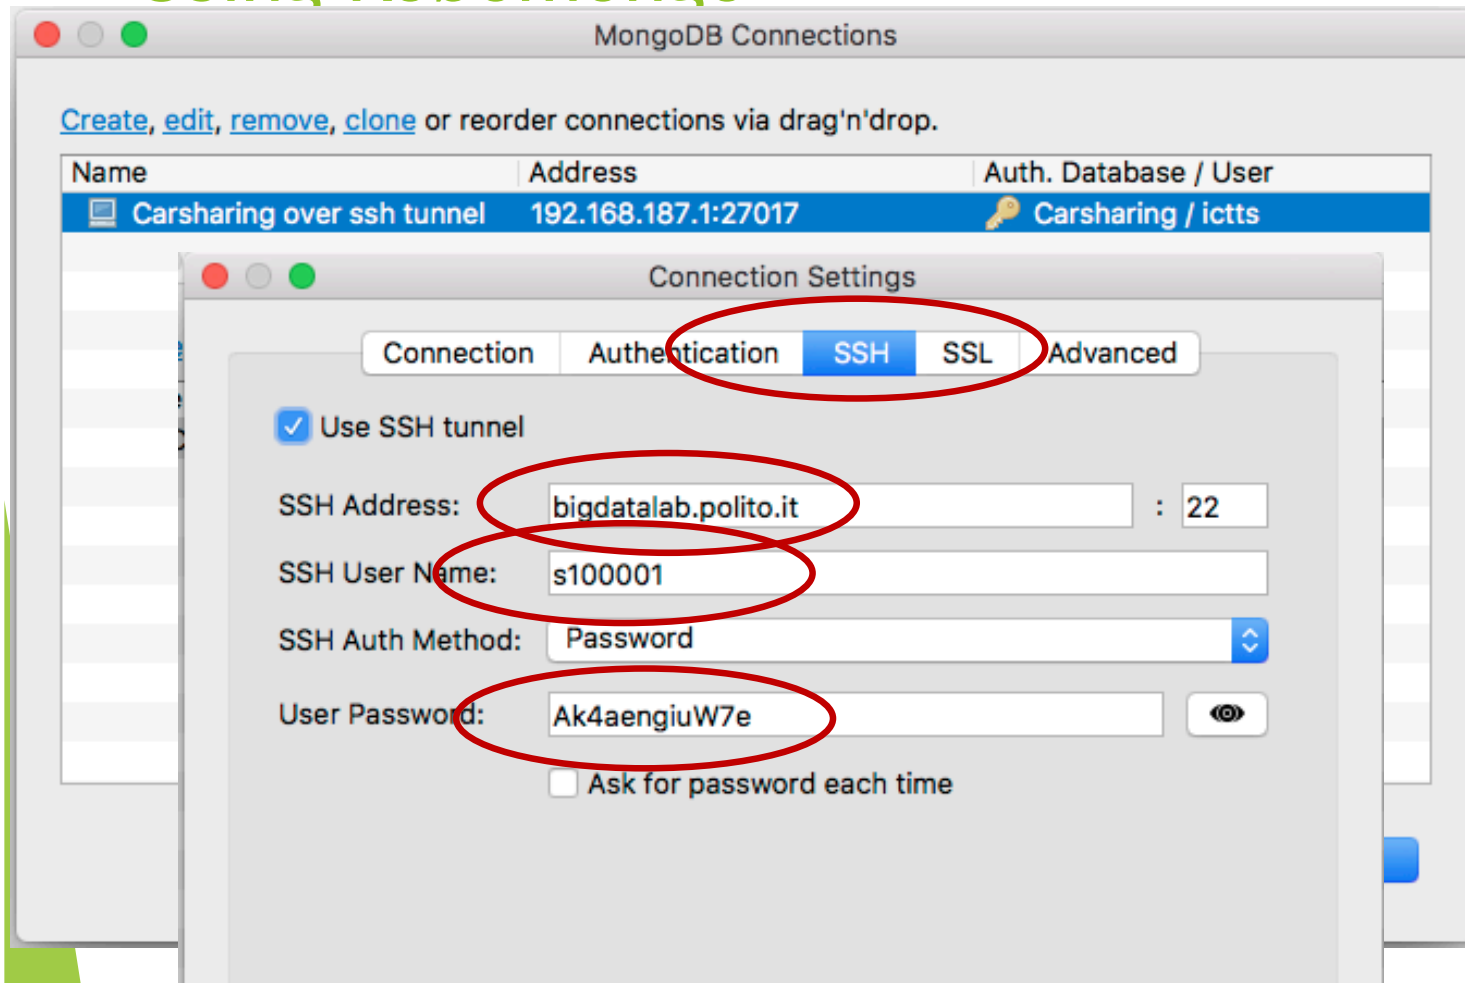 MongoDB Connections
Create, edit, remove, clone or reorder connections via drag'n'drop.
Name Address Auth. Database / User
Carsharing over ssh tunnel 192.168.187.1:27017 Carsharing / ictts
Connection Settings
Connection Authentication SSH SSL Advanced
Use SSH tunnel
SSH Address: bigdatalab.polito.it : 22
SSH User Name: s100001
SSH Auth Method: Password
User Password: Ak4aengiuW7e
Ask for password each time